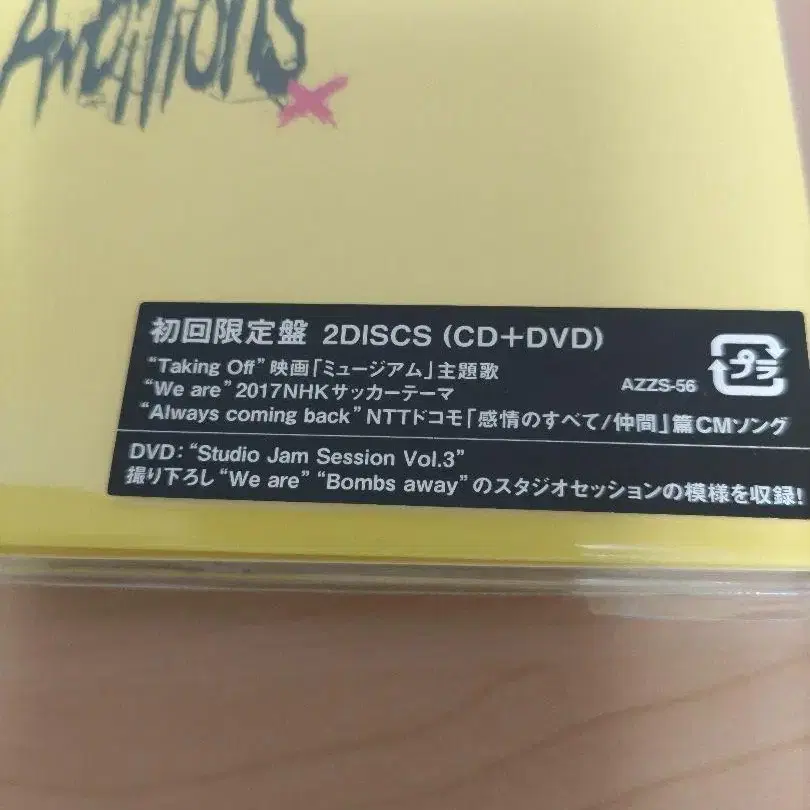 Ambitions
初回限定盤 2DISCS (CD+DVD)
"Taking Off" 映画「ミュージアム」主題歌
"We are" 2017NHKサッカーテーマ
"Always coming back" NTTドコモ「感情のすべて/仲間」篇CMソング
AZZS-56
プラ
DVD: "Studio Jam Session Vol.3"
撮り下ろし "We are" "Bombs away" のスタジオセッションの模様を収録!